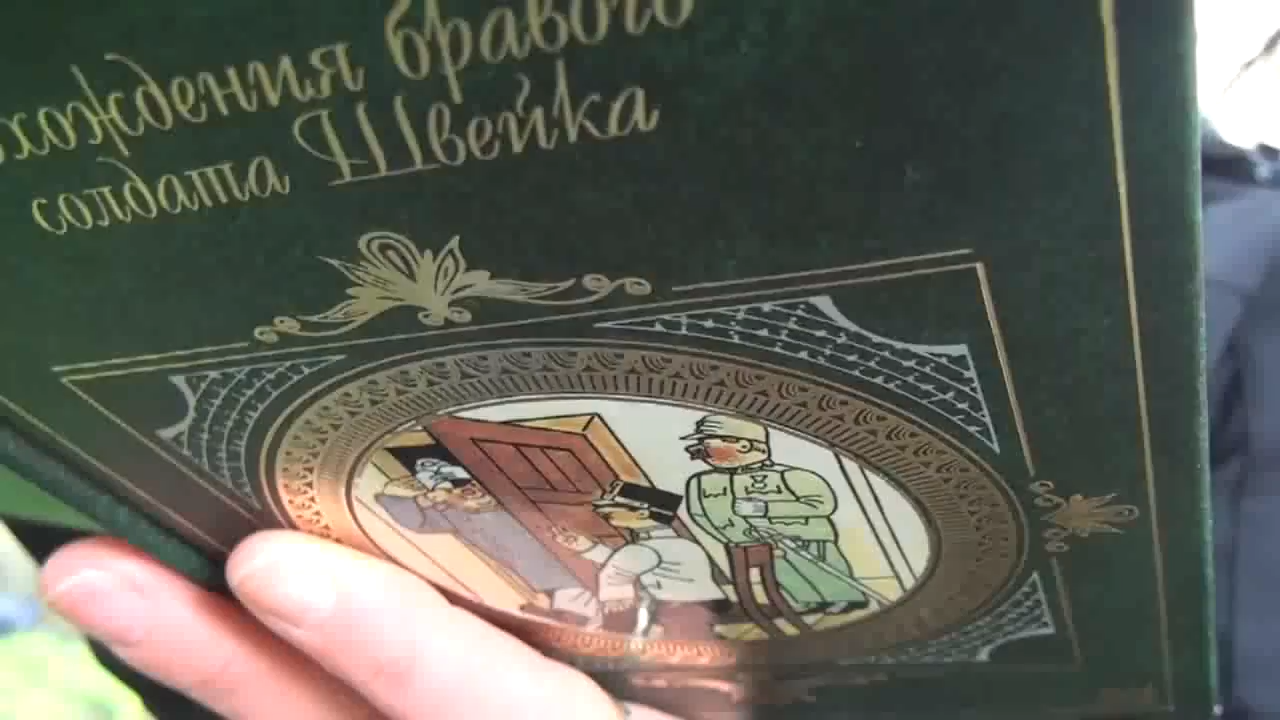 хождения бравого
солдата Швейка